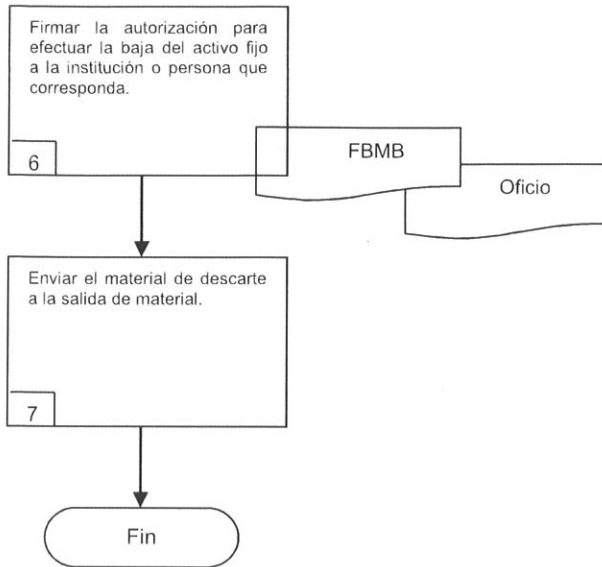 Firmar la autorización para
efectuar la baja del activo fijo
a la institución o persona que
corresponda.
6
FBMB
Oficio
Enviar el material de descarte
a la salida de material.
7
Fin